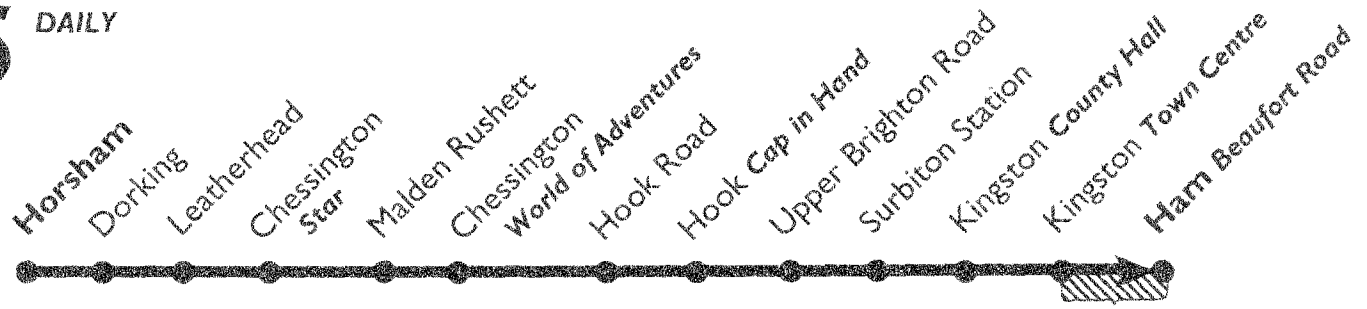 DAILY
Horsham
Dorking
Leatherhead
Chessington
Star
Malden Rushett
Chessington
World of Adventures
Hook Road
Hook Cap in Hand
Upper Brighton Road
Surbiton Station
Kingston County Hall
Kingston Town Centre
Ham Beaufort Road